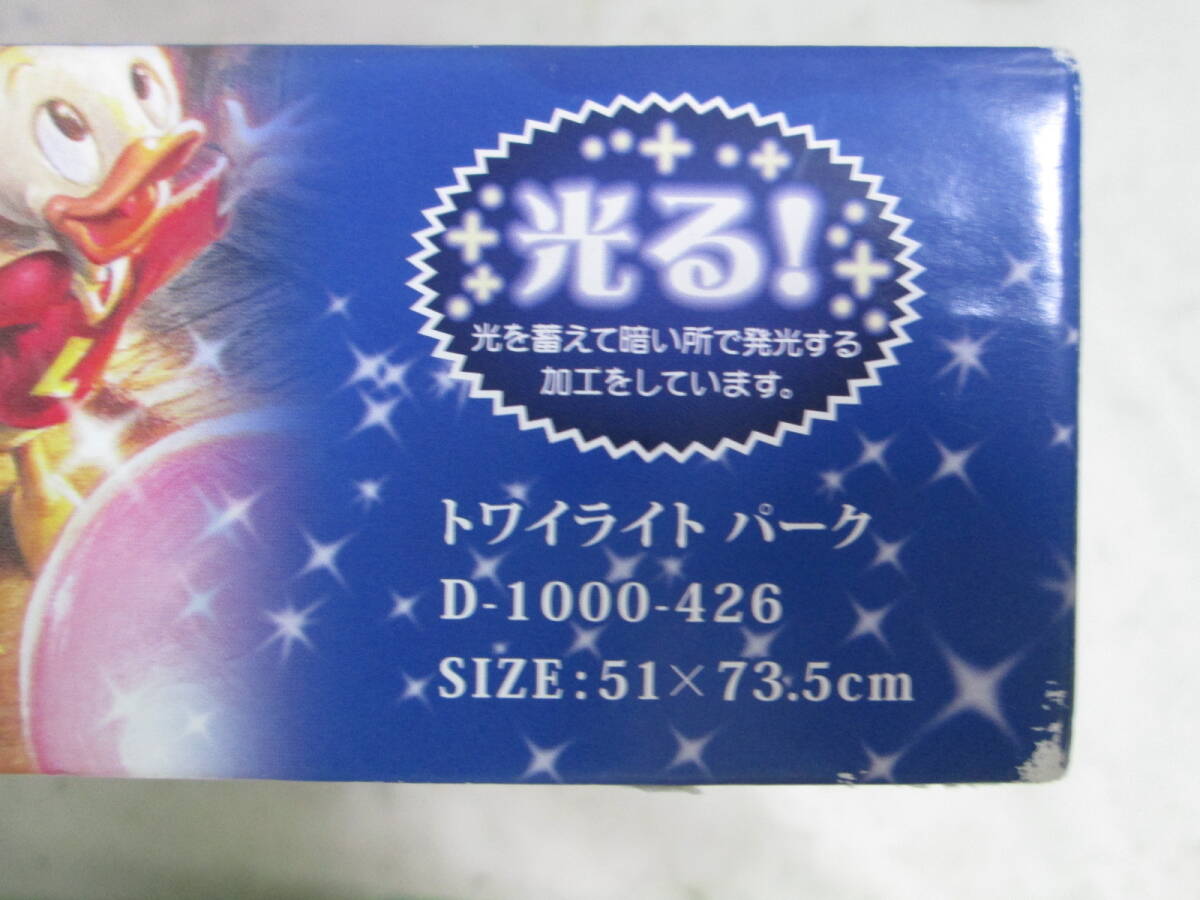 光る!
光を蓄えて暗い所で発光する
加工をしています。
トワイライト パーク
D-1000-426
SIZE:51×73.5cm